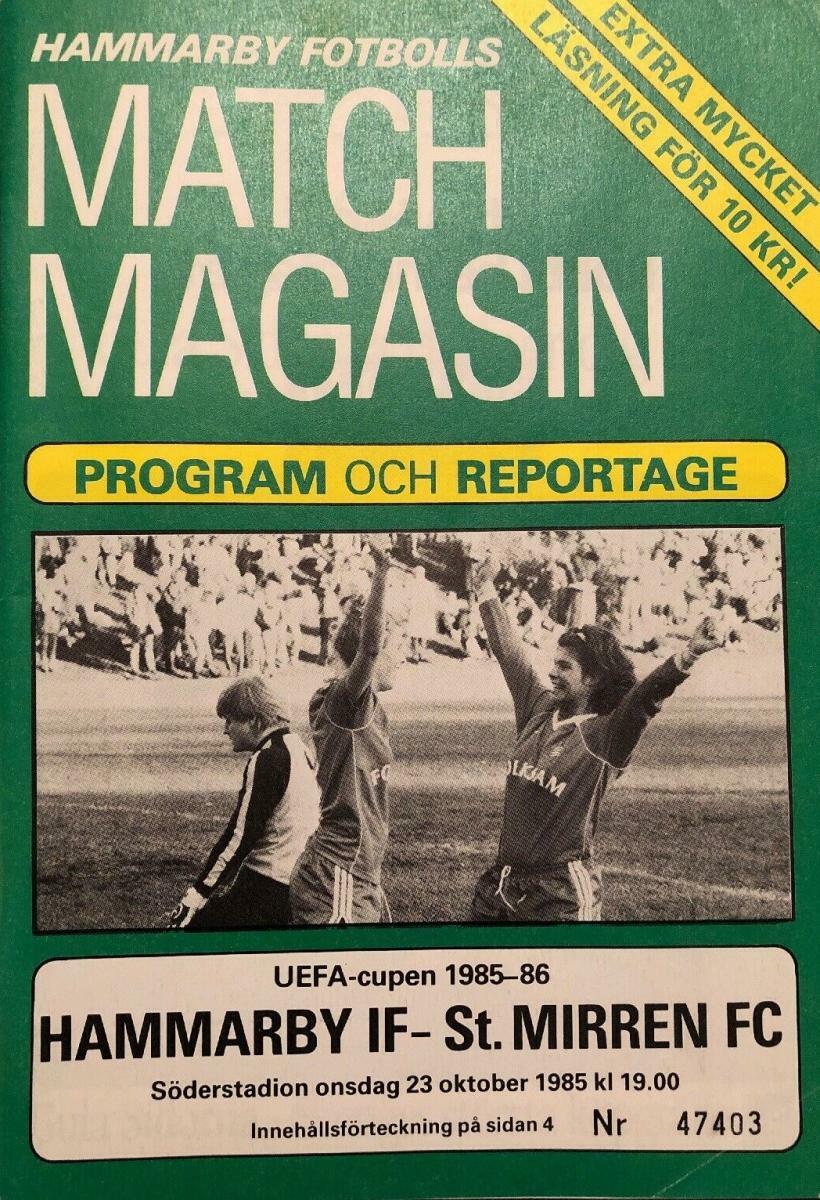 HAMMARBY FOTBOLLS
MATCH
MAGASIN
EXTRA MYCKET
LÄSNING FÖR 10 KR!
PROGRAM OCH REPORTAGE
UEFA-cupen 1985–86
HAMMARBY IF– St. MIRREN FC
Söderstadion onsdag 23 oktober 1985 kl 19.00
Innehållsförteckning på sidan 4 Nr 47403